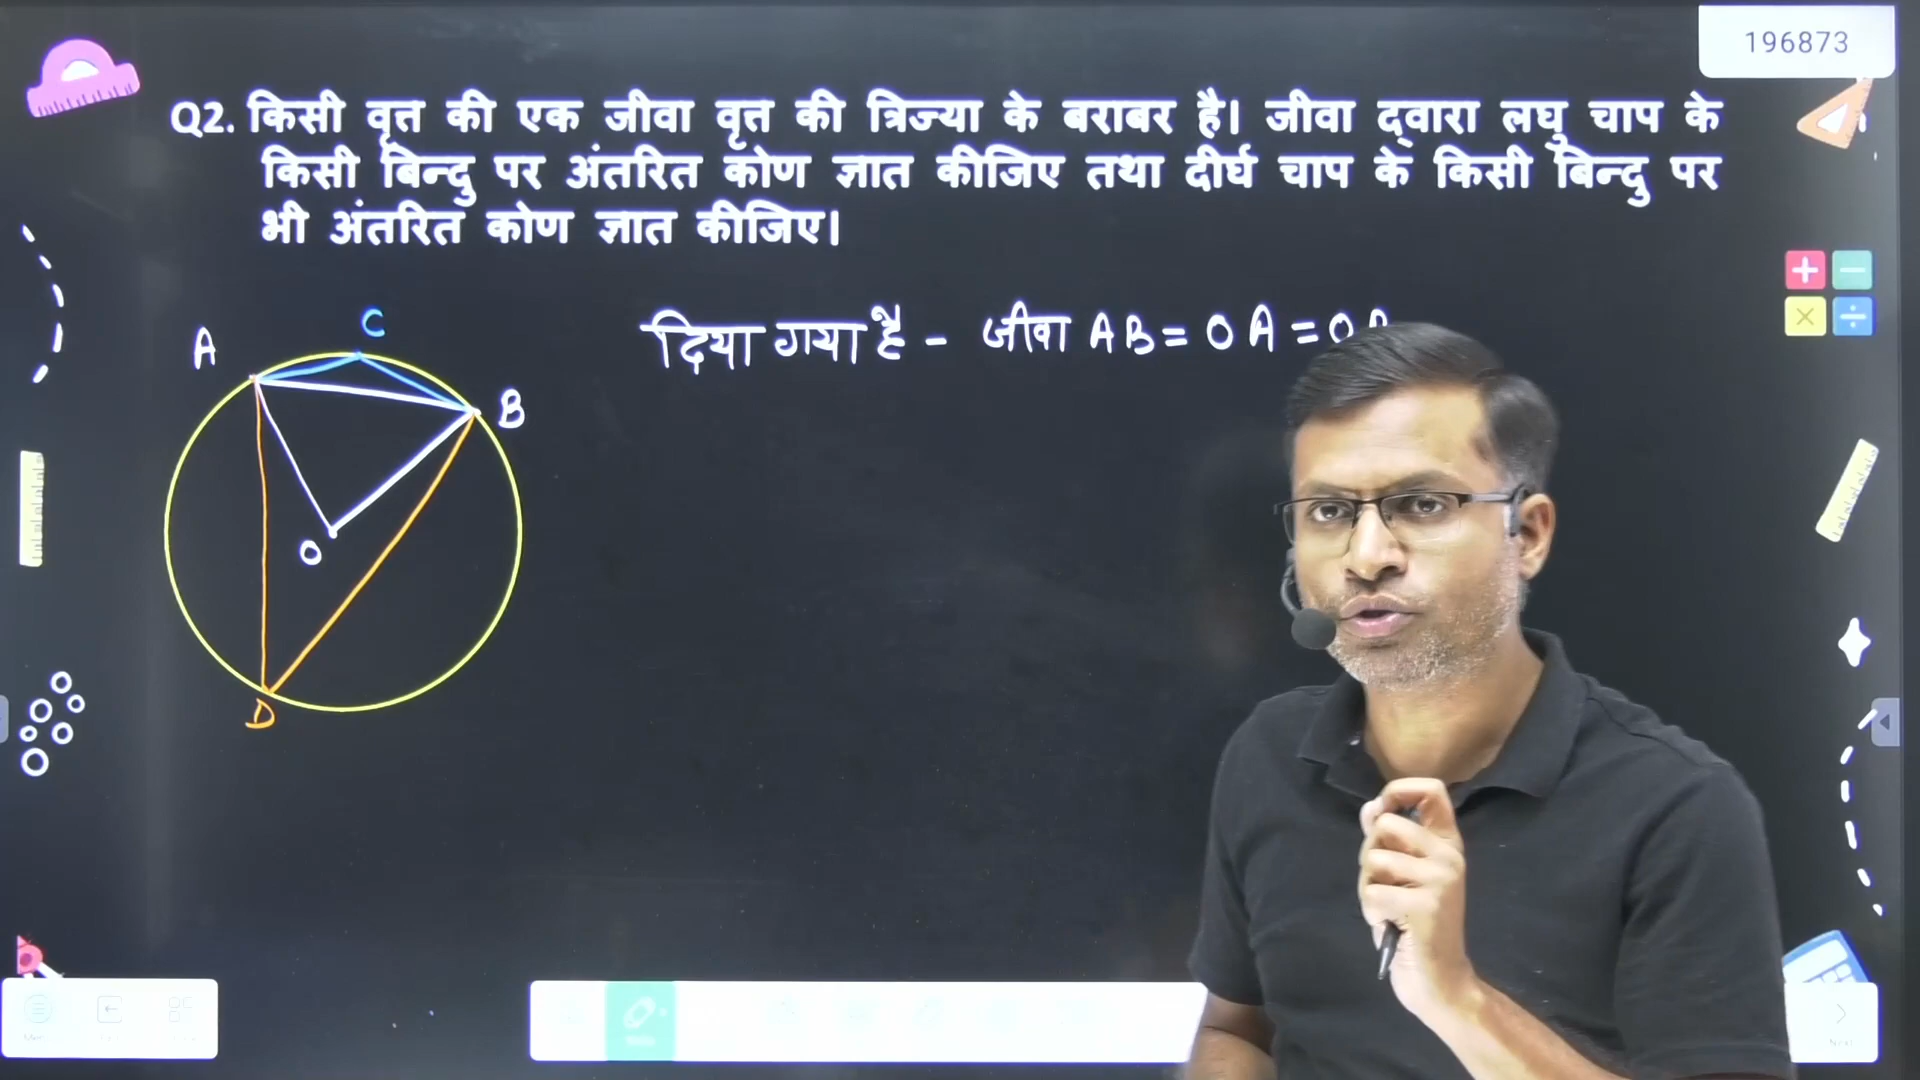 196873
Q2. किसी वृत्त की एक जीवा वृत्त की त्रिज्या के बराबर है। जीवा द्वारा लघु चाप के
किसी बिन्दु पर अंतरित कोण ज्ञात कीजिए तथा दीर्घ चाप के किसी बिन्दु पर
भी अंतरित कोण ज्ञात कीजिए।
दिया गया है - जीवा AB = OA = O
C
A
B
O
D